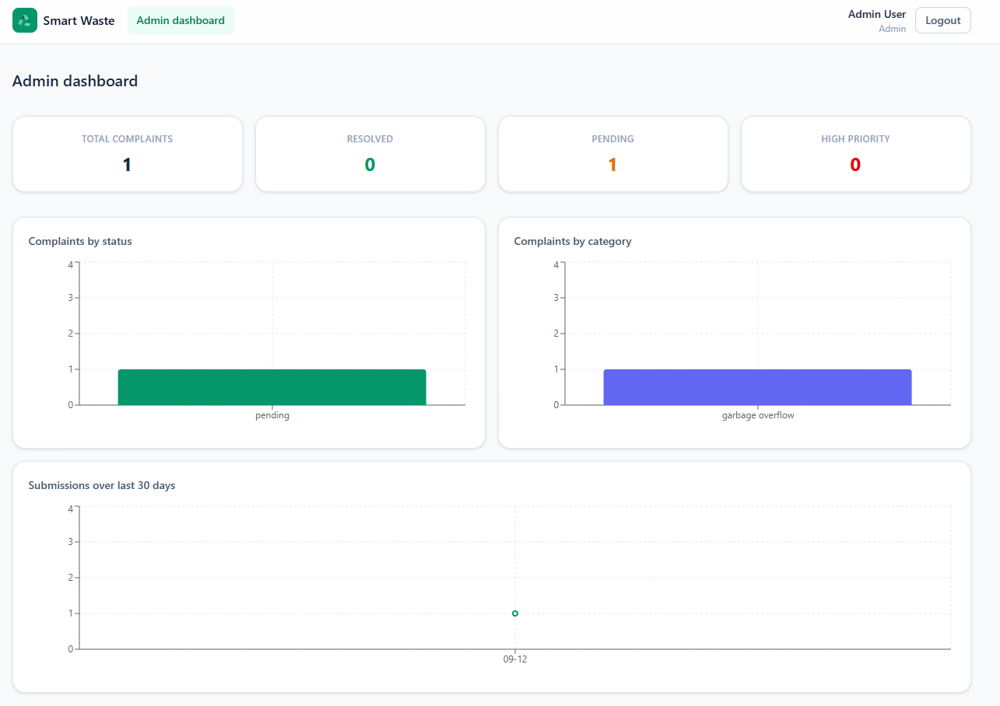 Smart Waste
Admin dashboard
Admin User
Admin
Logout
Admin dashboard
TOTAL COMPLAINTS
1
RESOLVED
0
PENDING
1
HIGH PRIORITY
0
Complaints by status
4
3
2
1
0
pending
Complaints by category
4
3
2
1
0
garbage overflow
Submissions over last 30 days
4
3
2
1
0
09-12